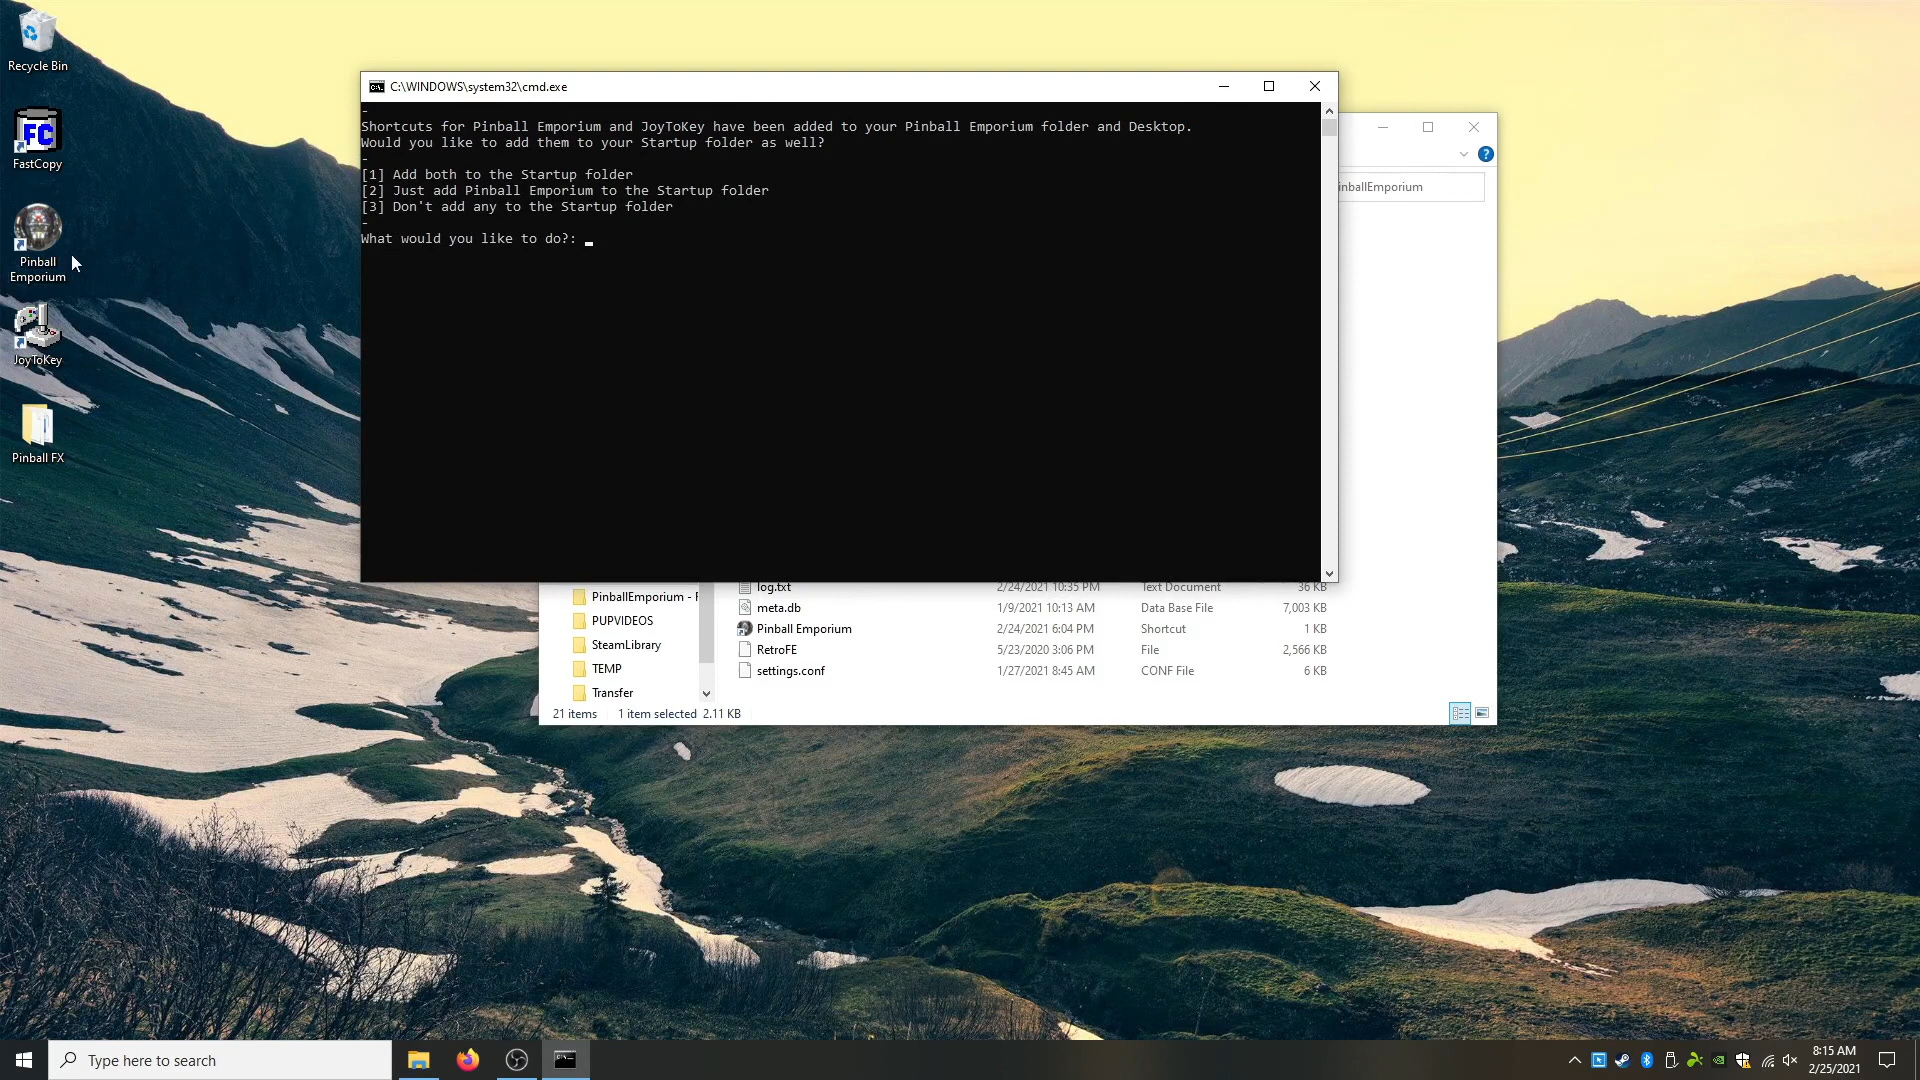 Recycle Bin
FC
FastCopy
Pinball
Emporium
JoyToKey
Pinball FX
C:\WINDOWS\system32\cmd.exe
-
Shortcuts for Pinball Emporium and JoyToKey have been added to your Pinball Emporium folder and Desktop.
Would you like to add them to your Startup folder as well?
-
[1] Add both to the Startup folder
[2] Just add Pinball Emporium to the Startup folder
[3] Don't add any to the Startup folder
-
What would you like to do?:
inballEmporium
log.txt 2/24/2021 10:35 PM Text Document 36 KB
PinballEmporium - F
meta.db 1/9/2021 10:13 AM Data Base File 7,003 KB
PUPVIDEOS
Pinball Emporium 2/24/2021 6:04 PM Shortcut 1 KB
SteamLibrary
RetroFE 5/23/2020 3:06 PM File 2,566 KB
TEMP
settings.conf 1/27/2021 8:45 AM CONF File 6 KB
Transfer
21 items 1 item selected 2.11 KB
Type here to search
8:15 AM
2/25/2021